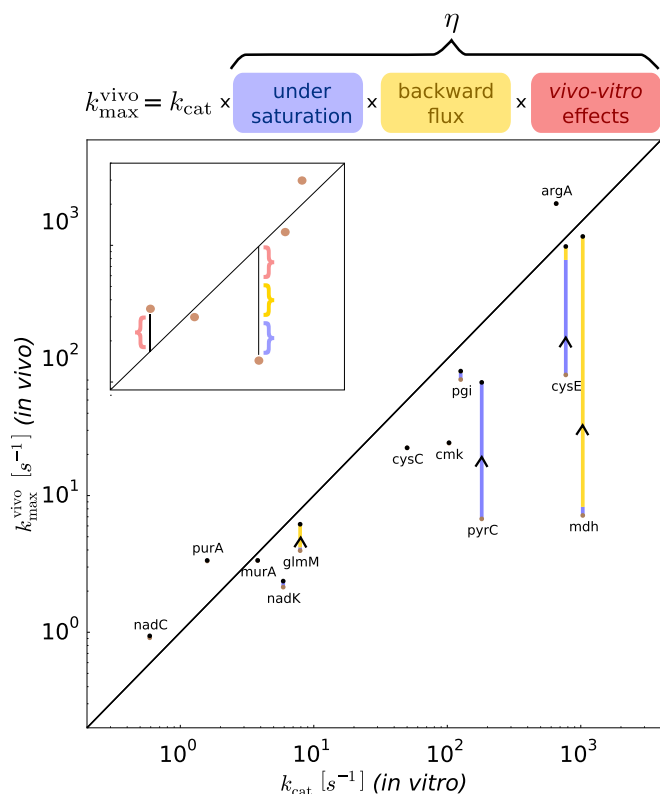 η
k_max^vivo = k_cat × under saturation × backward flux × vivo-vitro effects
10³
10²
10¹
10⁰
k_max^vivo [s⁻¹] (in vivo)
argA
pgi
cysE
cysC
cmk
pyrC
mdh
glmM
purA
murA
nadK
nadC
10⁰
10¹
10²
10³
k_cat [s⁻¹] (in vitro)